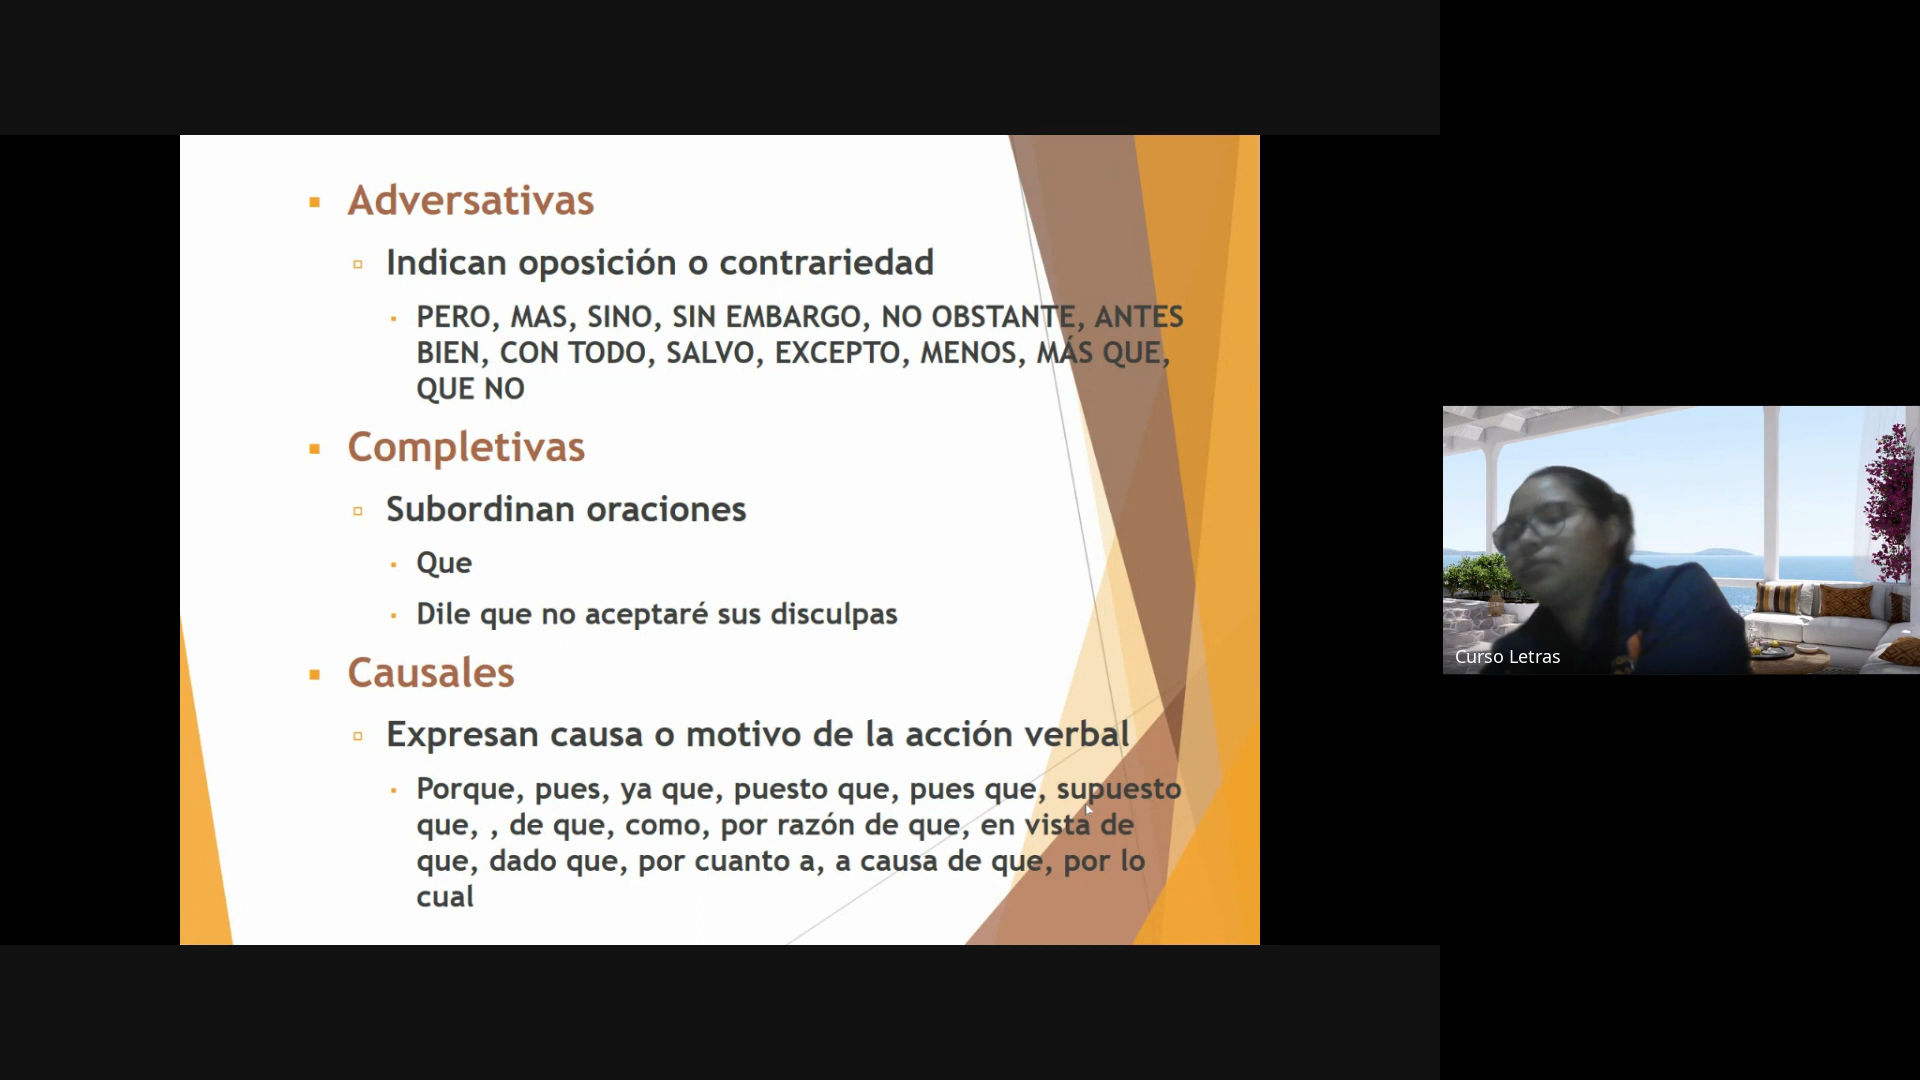 Adversativas
Indican oposición o contrariedad
PERO, MAS, SINO, SIN EMBARGO, NO OBSTANTE, ANTES
BIEN, CON TODO, SALVO, EXCEPTO, MENOS, MÁS QUE,
QUE NO
Completivas
Subordinan oraciones
Que
Dile que no aceptaré sus disculpas
Causales
Expresan causa o motivo de la acción verbal
Porque, pues, ya que, puesto que, pues que, supuesto
que, , de que, como, por razón de que, en vista de
que, dado que, por cuanto a, a causa de que, por lo
cual
Curso Letras